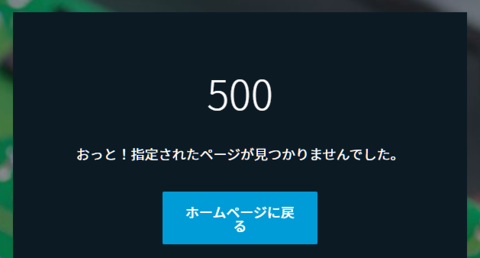 500
おっと！指定されたページが見つかりませんでした。
ホームページに戻
る